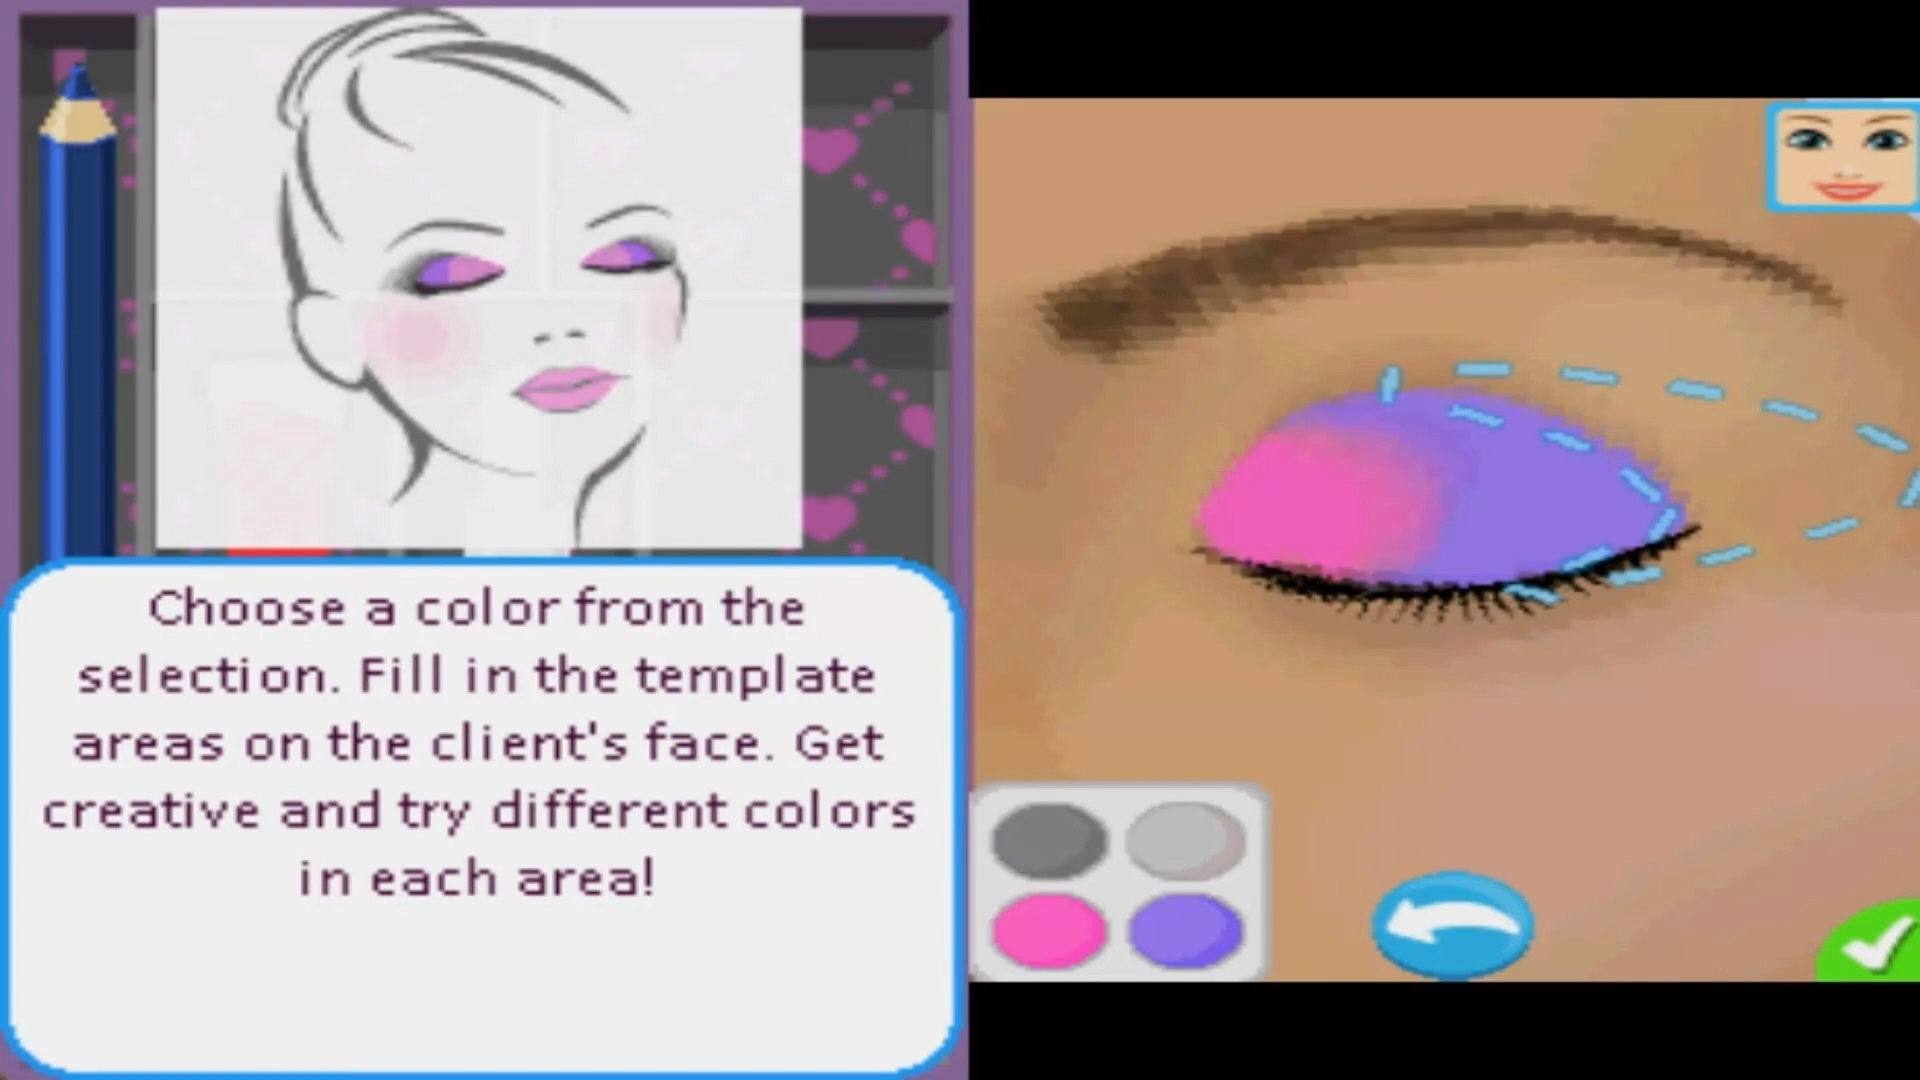 Choose a color from the
selection. Fill in the template
areas on the client's face. Get
creative and try different colors
in each area!